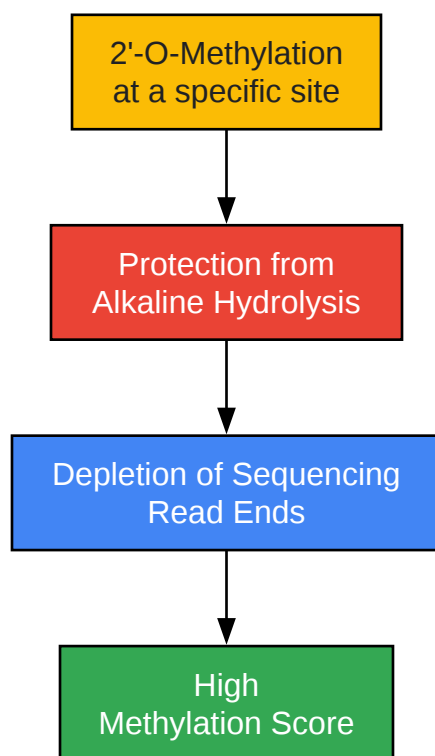 2'-O-Methylation
at a specific site
Protection from
Alkaline Hydrolysis
Depletion of Sequencing
Read Ends
High
Methylation Score